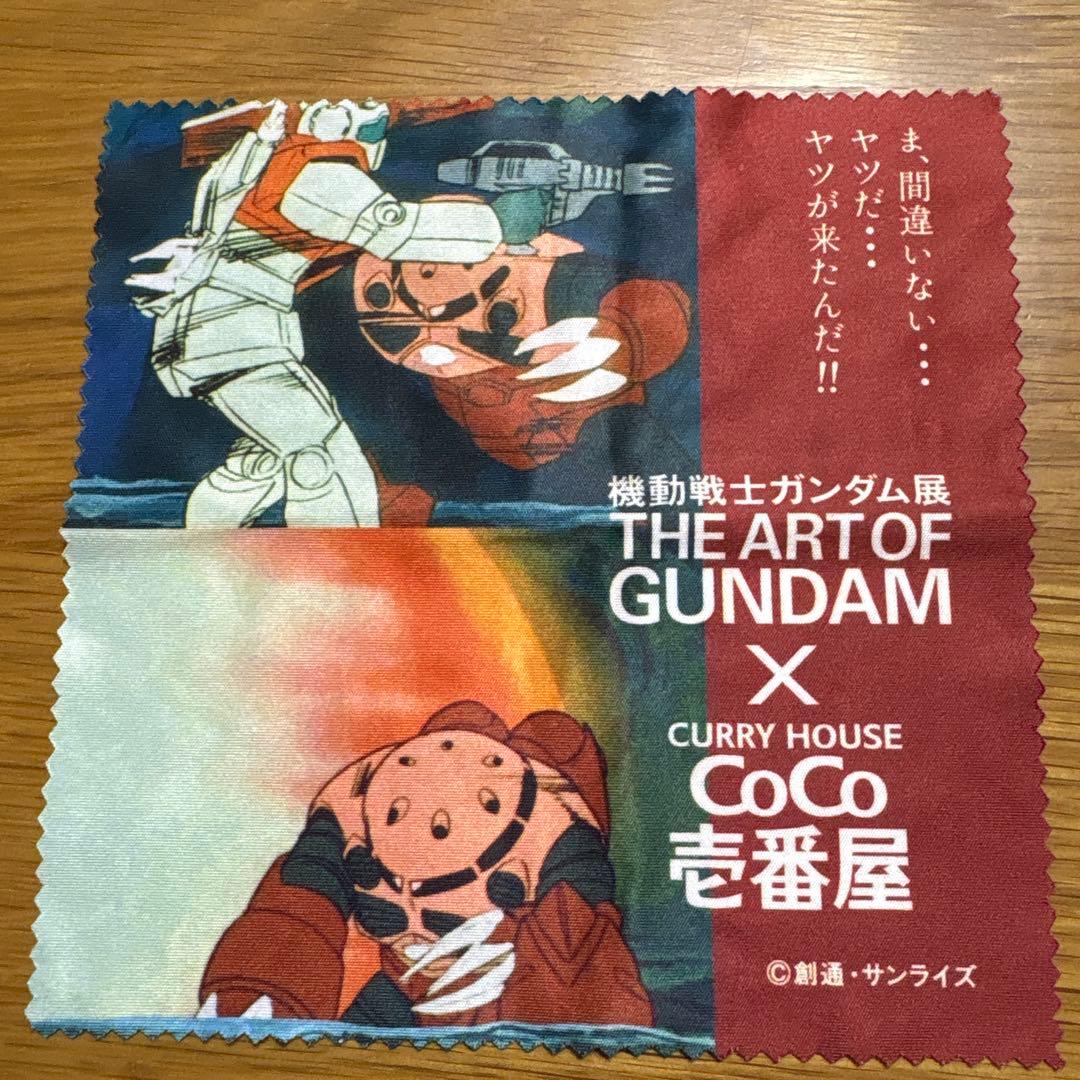 ま、間違いない・・・
ヤツだ・・・
ヤツが来たんだ!!
機動戦士ガンダム展
THE ART OF
GUNDAM
×
CURRY HOUSE
CoCo
壱番屋
©創通・サンライズ